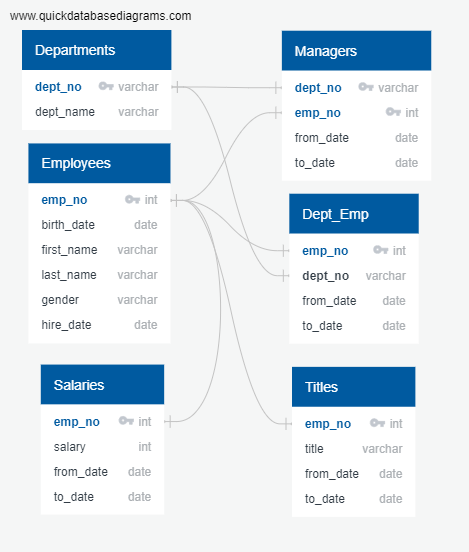 www.quickdatabasediagrams.com
Departments
dept_no varchar
dept_name varchar
Managers
dept_no varchar
emp_no int
from_date date
to_date date
Employees
emp_no int
birth_date date
first_name varchar
last_name varchar
gender varchar
hire_date date
Dept_Emp
emp_no int
dept_no varchar
from_date date
to_date date
Salaries
emp_no int
salary int
from_date date
to_date date
Titles
emp_no int
title varchar
from_date date
to_date date